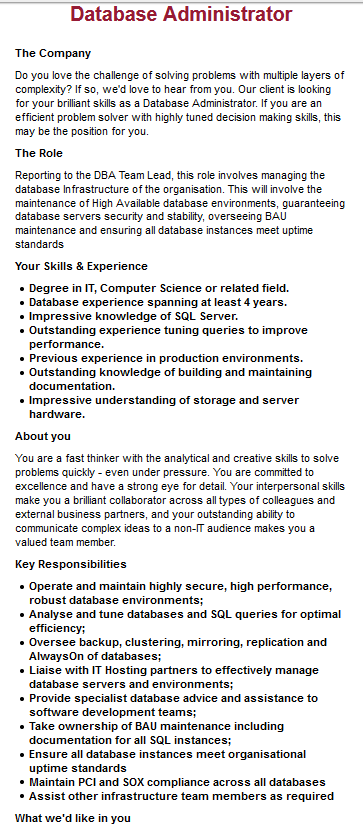 Database Administrator
The Company
Do you love the challenge of solving problems with multiple layers of
complexity? If so, we'd love to hear from you. Our client is looking
for your brilliant skills as a Database Administrator. If you are an
efficient problem solver with highly tuned decision making skills, this
may be the position for you.
The Role
Reporting to the DBA Team Lead, this role involves managing the
database Infrastructure of the organisation. This will involve the
maintenance of High Available database environments, guaranteeing
database servers security and stability, overseeing BAU
maintenance and ensuring all database instances meet uptime
standards
Your Skills & Experience
• Degree in IT, Computer Science or related field.
• Database experience spanning at least 4 years.
• Impressive knowledge of SQL Server.
• Outstanding experience tuning queries to improve
performance.
• Previous experience in production environments.
• Outstanding knowledge of building and maintaining
documentation.
• Impressive understanding of storage and server
hardware.
About you
You are a fast thinker with the analytical and creative skills to solve
problems quickly - even under pressure. You are committed to
excellence and have a strong eye for detail. Your interpersonal skills
make you a brilliant collaborator across all types of colleagues and
external business partners, and your outstanding ability to
communicate complex ideas to a non-IT audience makes you a
valued team member.
Key Responsibilities
• Operate and maintain highly secure, high performance,
robust database environments;
• Analyse and tune databases and SQL queries for optimal
efficiency;
• Oversee backup, clustering, mirroring, replication and
AlwaysOn of databases;
• Liaise with IT Hosting partners to effectively manage
database servers and environments;
• Provide specialist database advice and assistance to
software development teams;
• Take ownership of BAU maintenance including
documentation for all SQL instances;
• Ensure all database instances meet organisational
uptime standards
• Maintain PCI and SOX compliance across all databases
• Assist other infrastructure team members as required
What we'd like in you